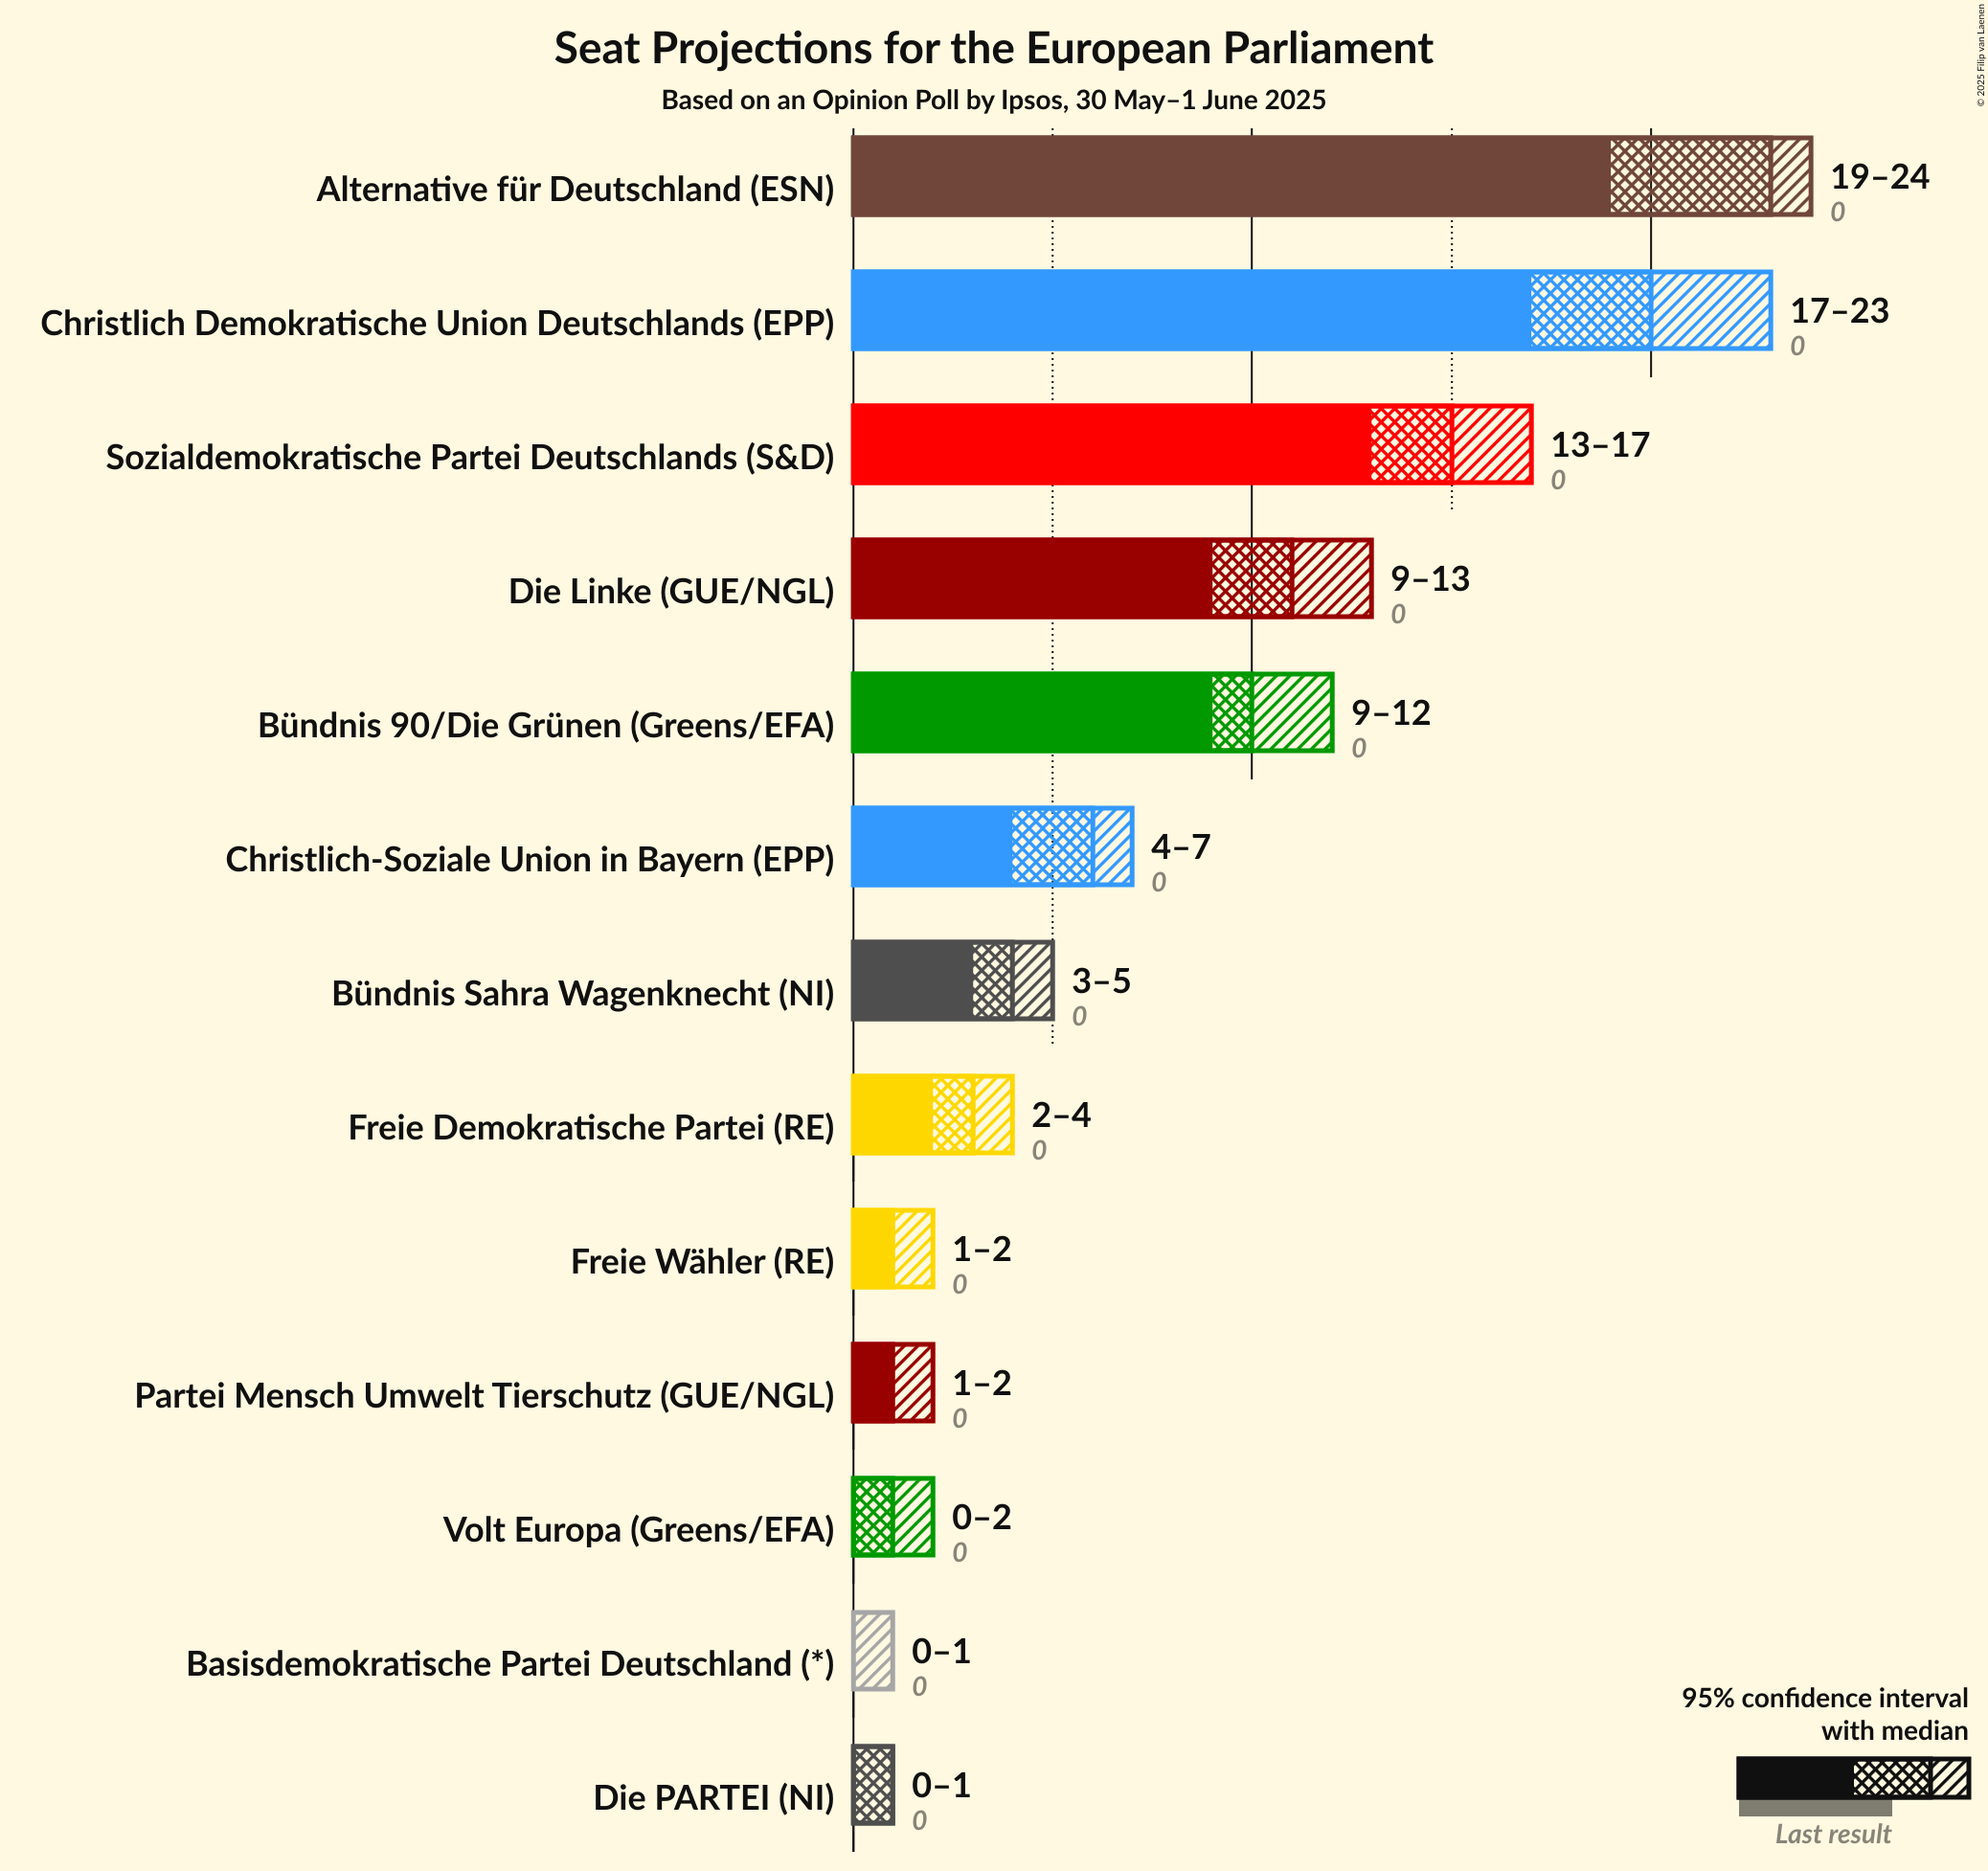 Seat Projections for the European Parliament
Based on an Opinion Poll by Ipsos, 30 May–1 June 2025
© 2025 Filip van Laenen
Alternative für Deutschland (ESN)
19–24
0
Christlich Demokratische Union Deutschlands (EPP)
17–23
0
Sozialdemokratische Partei Deutschlands (S&D)
13–17
0
Die Linke (GUE/NGL)
9–13
0
Bündnis 90/Die Grünen (Greens/EFA)
9–12
0
Christlich-Soziale Union in Bayern (EPP)
4–7
0
Bündnis Sahra Wagenknecht (NI)
3–5
0
Freie Demokratische Partei (RE)
2–4
0
Freie Wähler (RE)
1–2
0
Partei Mensch Umwelt Tierschutz (GUE/NGL)
1–2
0
Volt Europa (Greens/EFA)
0–2
0
Basisdemokratische Partei Deutschland (*)
0–1
0
Die PARTEI (NI)
0–1
0
95% confidence interval
with median
Last result